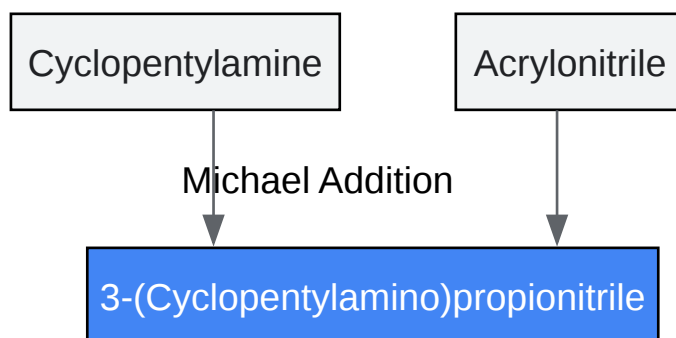 Cyclopentylamine
Acrylonitrile
Michael Addition
3-(Cyclopentylamino)propionitrile